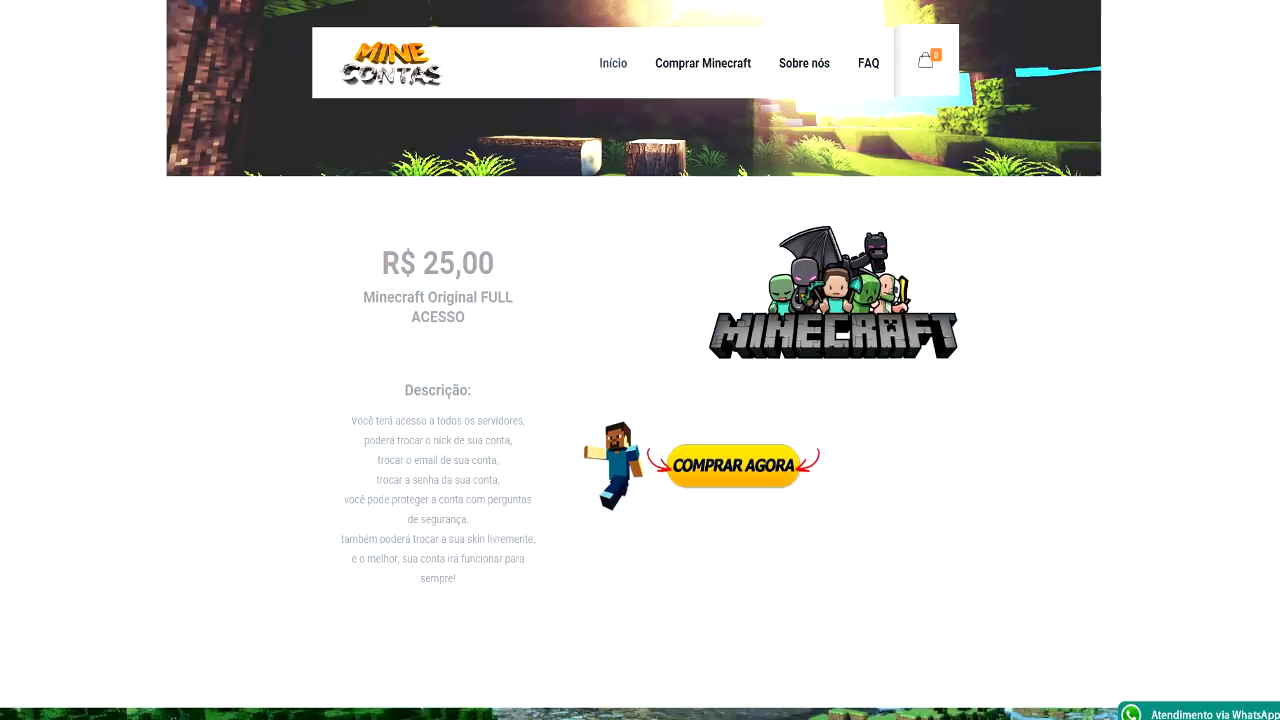 MINE
CONTAS
Início
Comprar Minecraft
Sobre nós
FAQ
0
R$ 25,00
Minecraft Original FULL
ACESSO
MINECRAFT
Descrição:
Você terá acesso a todos os servidores,
poderá trocar o nick de sua conta,
trocar o email de sua conta,
trocar a senha da sua conta,
você pode proteger a conta com perguntas
de segurança,
também poderá trocar a sua skin livremente,
e o melhor, sua conta irá funcionar para
sempre!
COMPRAR AGORA
Atendimento via WhatsApp